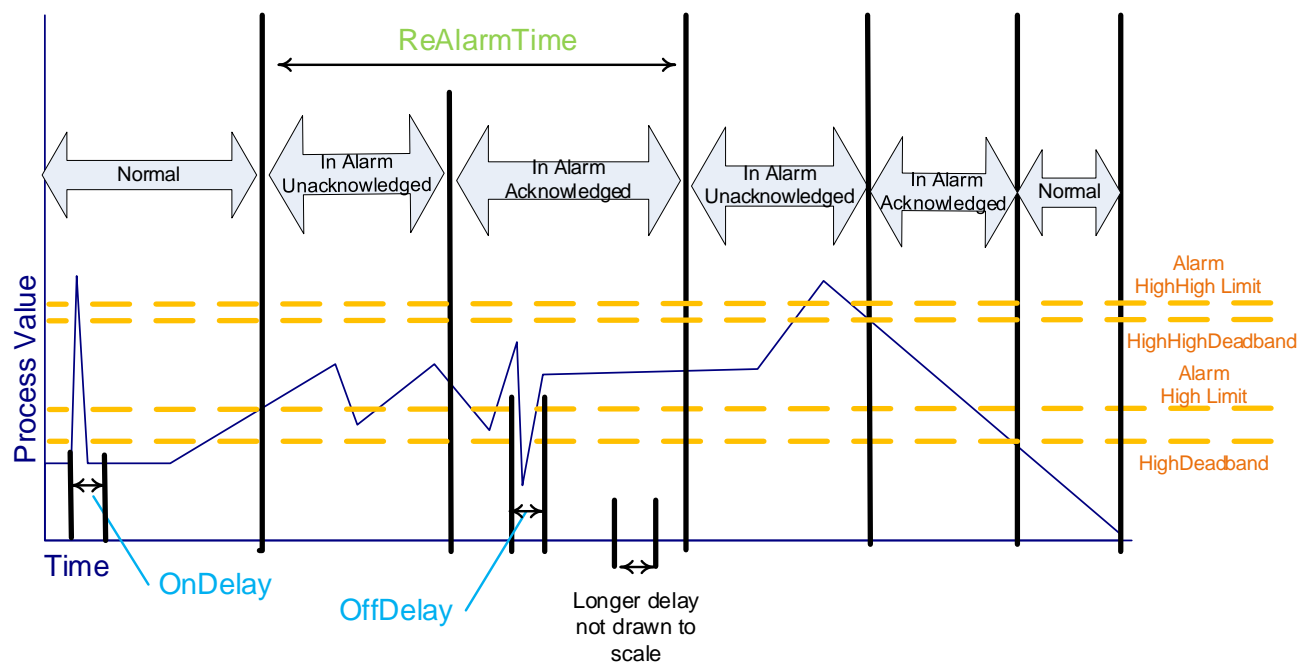 ReAlarmTime
Normal
In Alarm
Unacknowledged
In Alarm
Acknowledged
In Alarm
Unacknowledged
In Alarm
Acknowledged
Normal
Process Value
Alarm
HighHigh Limit
HighHighDeadband
Alarm
High Limit
HighDeadband
Time
OnDelay
OffDelay
Longer delay
not drawn to
scale